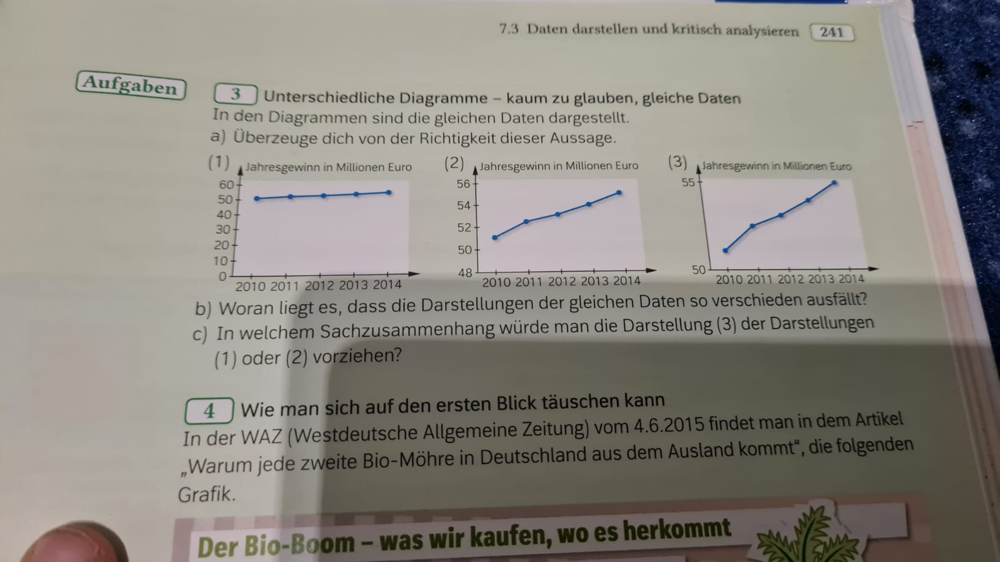 7.3 Daten darstellen und kritisch analysieren 241
Aufgaben
3 Unterschiedliche Diagramme – kaum zu glauben, gleiche Daten
In den Diagrammen sind die gleichen Daten dargestellt.
a) Überzeuge dich von der Richtigkeit dieser Aussage.
(1) Jahresgewinn in Millionen Euro
60
50
40
30
20
10
0
2010 2011 2012 2013 2014
(2) Jahresgewinn in Millionen Euro
56
54
52
50
48
2010 2011 2012 2013 2014
(3) Jahresgewinn in Millionen Euro
55
50
2010 2011 2012 2013 2014
b) Woran liegt es, dass die Darstellungen der gleichen Daten so verschieden ausfällt?
c) In welchem Sachzusammenhang würde man die Darstellung (3) der Darstellungen
(1) oder (2) vorziehen?
4 Wie man sich auf den ersten Blick täuschen kann
In der WAZ (Westdeutsche Allgemeine Zeitung) vom 4.6.2015 findet man in dem Artikel
„Warum jede zweite Bio-Möhre in Deutschland aus dem Ausland kommt“, die folgenden
Grafik.
Der Bio-Boom – was wir kaufen, wo es herkommt